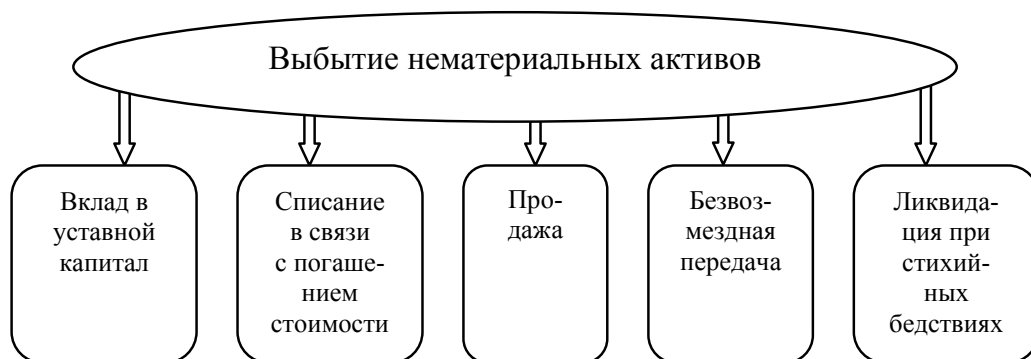 Выбытие нематериальных активов
Вклад в
уставной
капитал
Списание
в связи
с погаше-
нием
стоимости
Про-
дажа
Безвоз-
мездная
передача
Ликвида-
ция при
стихий-
ных
бедствиях